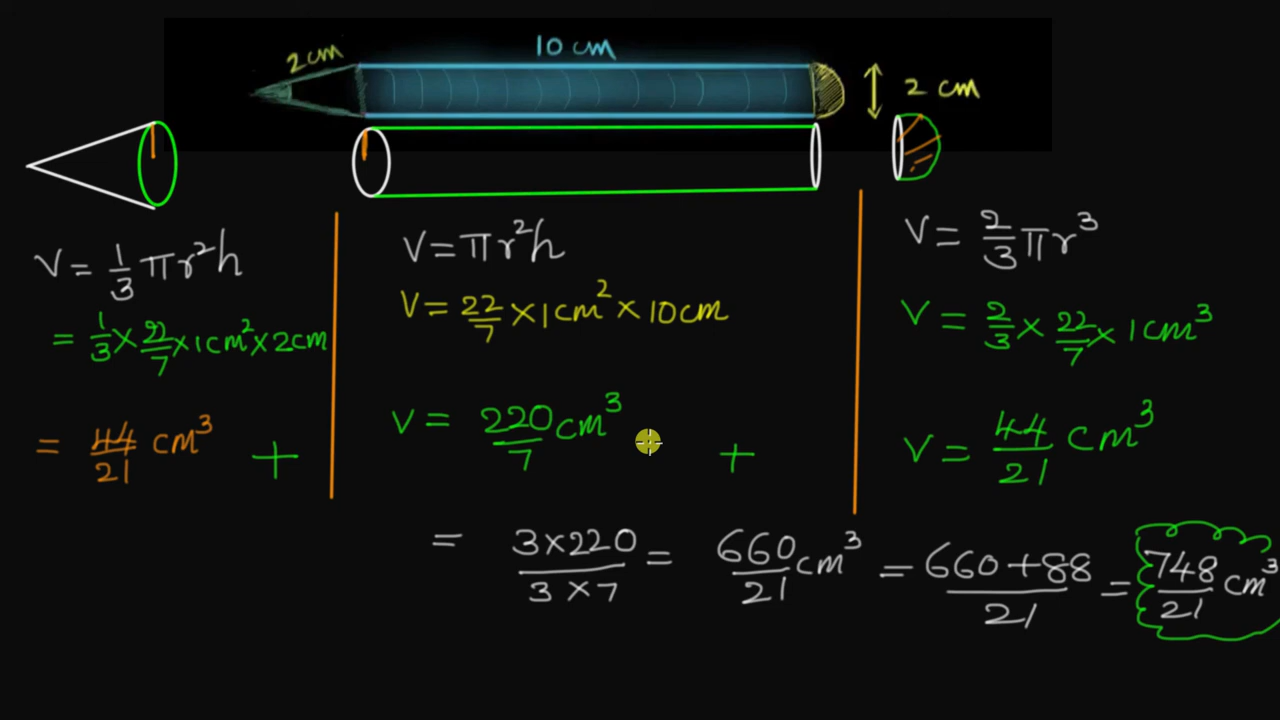 2cm
10 cm
2 cm
V = 1/3 πr²h
= 1/3 × 22/7 × 1cm² × 2cm
= 44/21 cm³ +
V = πr²h
V = 22/7 × 1cm² × 10cm
V = 220/7 cm³ +
V = 2/3 πr³
V = 2/3 × 22/7 × 1cm³
V = 44/21 cm³
= 3×220/3×7 = 660/21 cm³ = 660+88/21 = 748/21 cm³